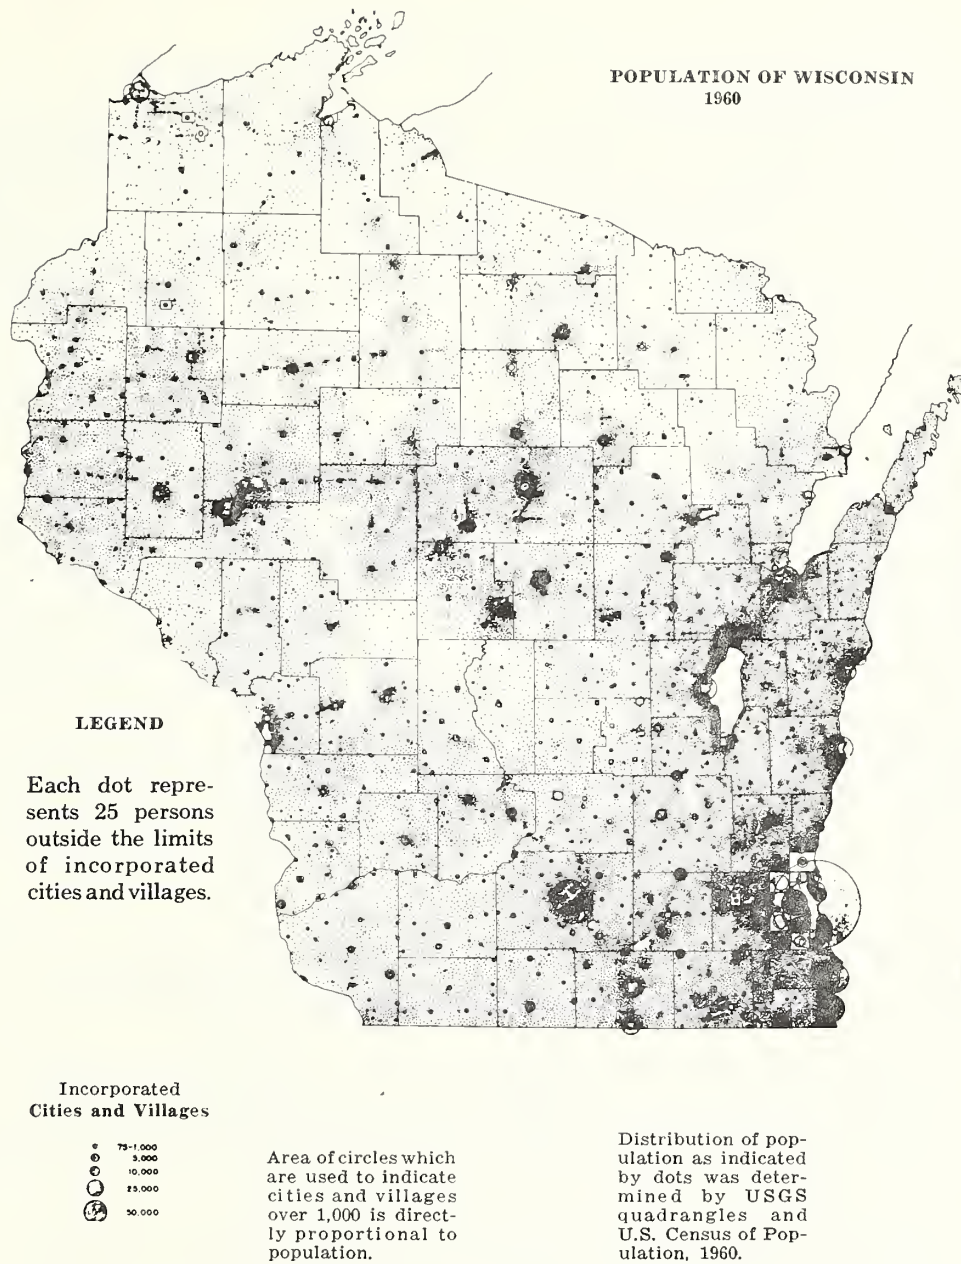 POPULATION OF WISCONSIN
1960
LEGEND
Each dot repre-
sents 25 persons
outside the limits
of incorporated
cities and villages.
Incorporated
Cities and Villages
75-1,000
5,000
10,000
25,000
50,000
Area of circles which
are used to indicate
cities and villages
over 1,000 is direct-
ly proportional to
population.
Distribution of pop-
ulation as indicated
by dots was deter-
mined by USGS
quadrangles and
U.S. Census of Pop-
ulation, 1960.